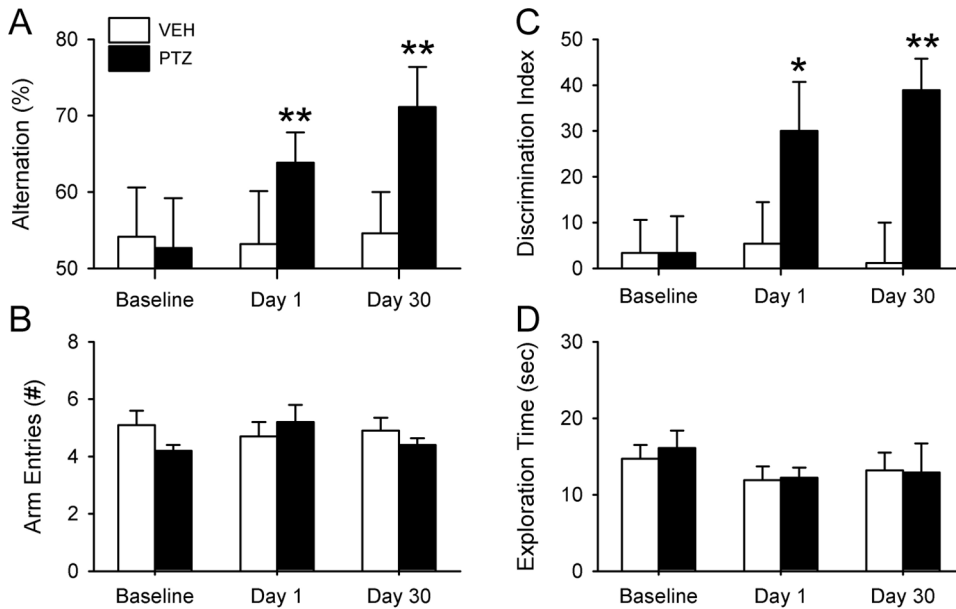 A
VEH
PTZ
Alternation (%)
80
70
60
50
**
**
Baseline Day 1 Day 30
B
Arm Entries (#)
8
6
4
2
0
Baseline Day 1 Day 30
C
Discrimination Index
50
40
30
20
10
0
*
**
Baseline Day 1 Day 30
D
Exploration Time (sec)
30
20
10
0
Baseline Day 1 Day 30